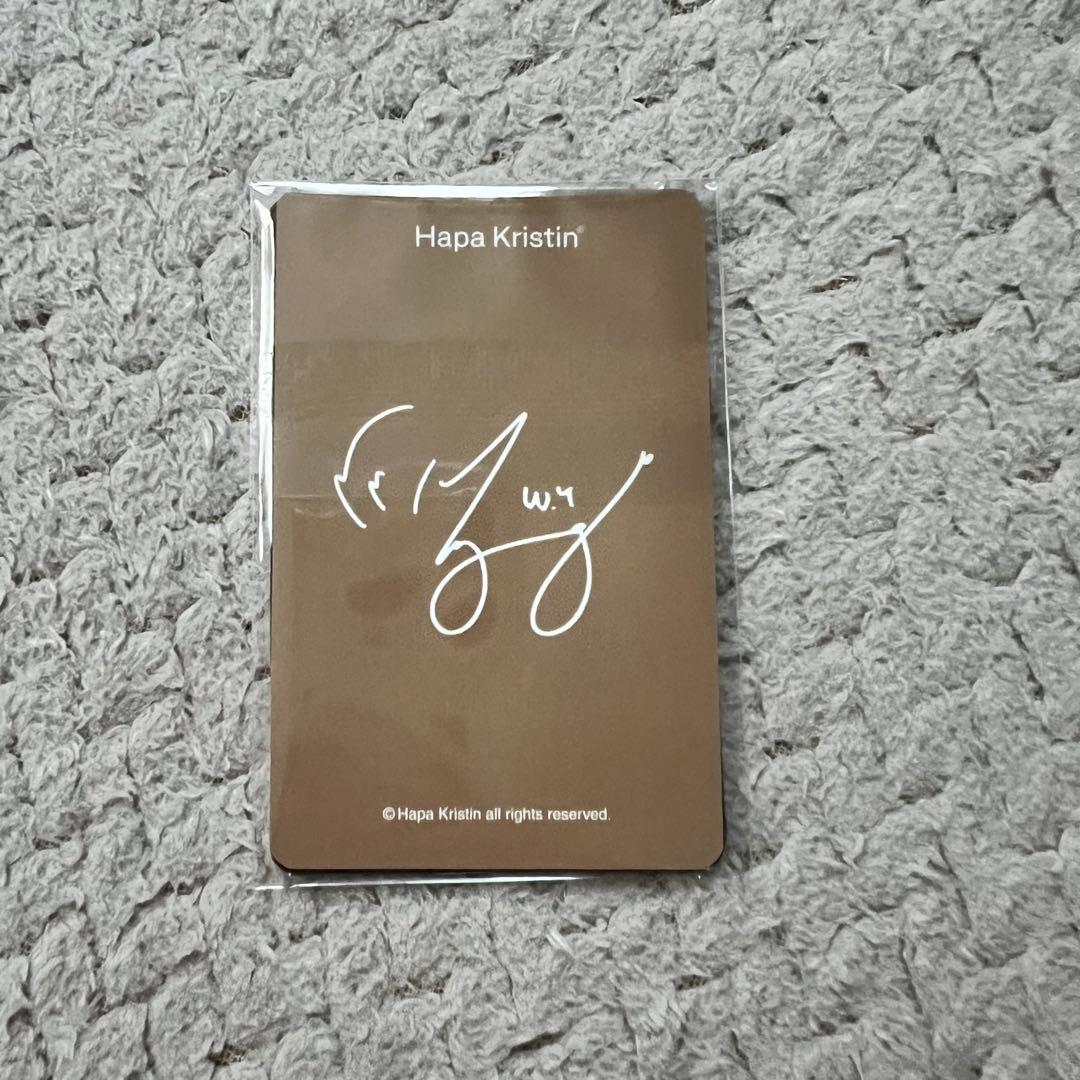 Hapa Kristin®
w.y
© Hapa Kristin all rights reserved.